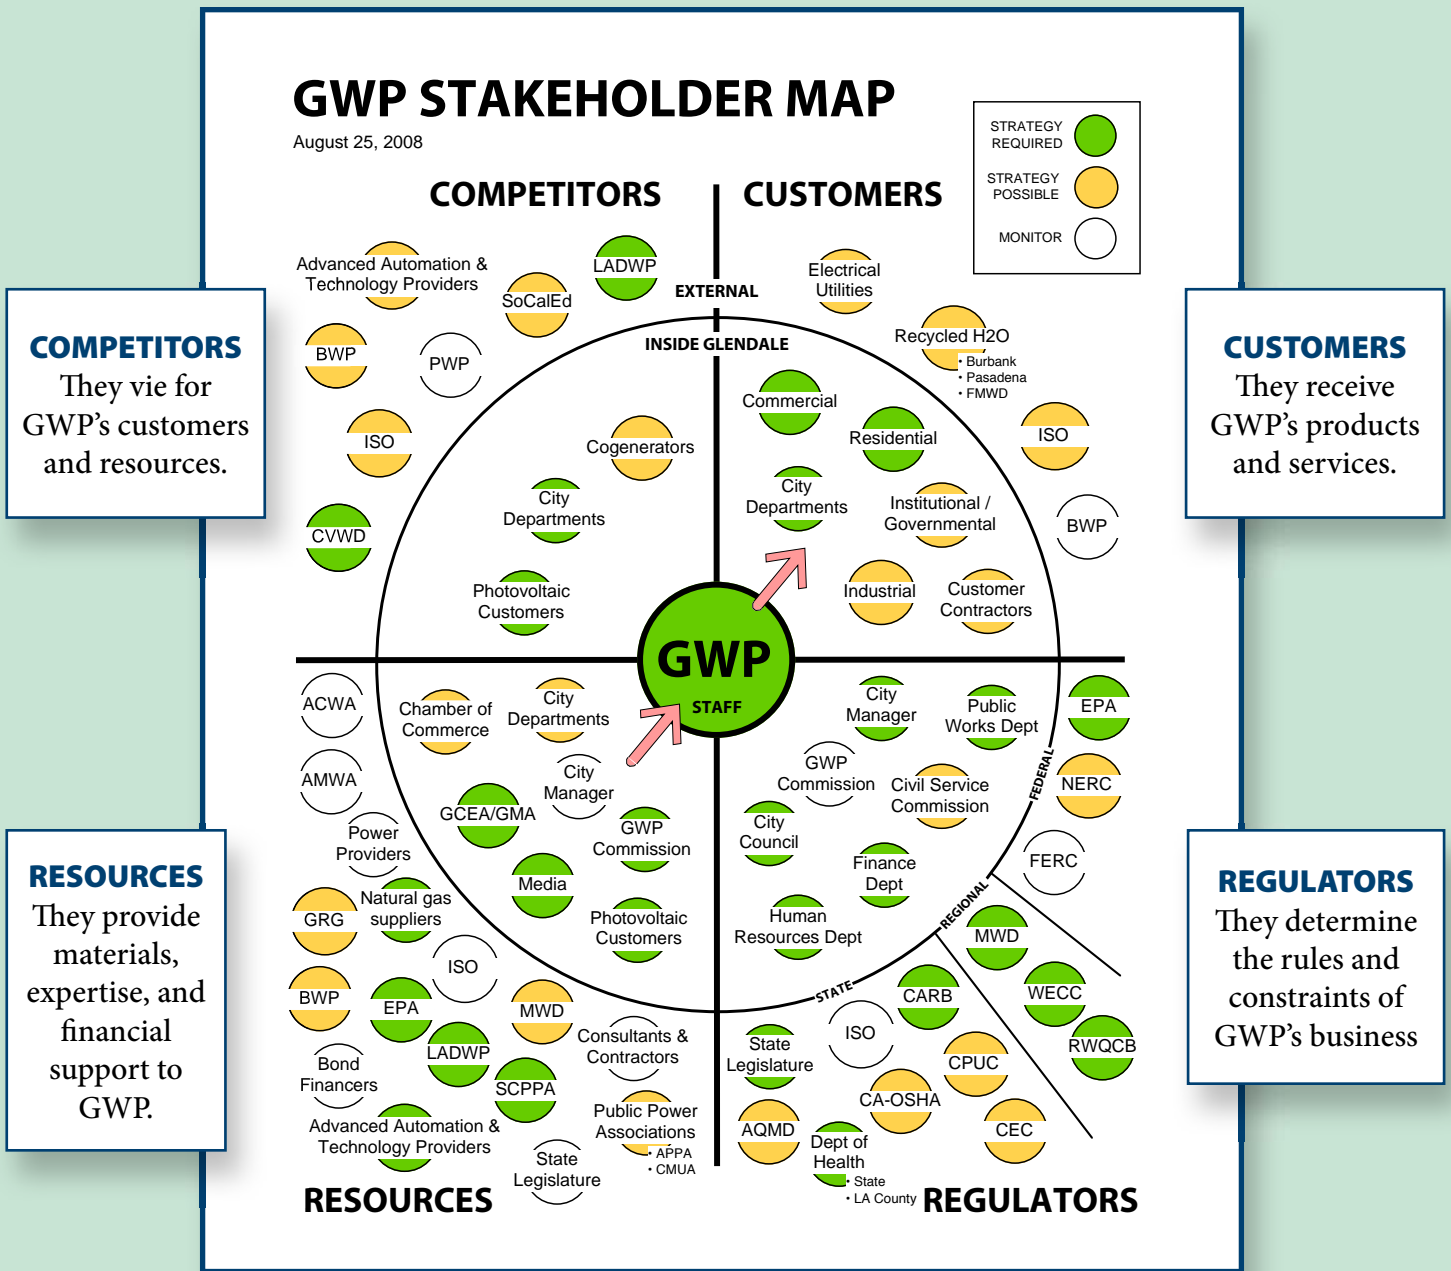 GWP STAKEHOLDER MAP
August 25, 2008
STRATEGY
REQUIRED
STRATEGY
POSSIBLE
MONITOR
COMPETITORS
CUSTOMERS
EXTERNAL
INSIDE GLENDALE
Advanced Automation &
Technology Providers
SoCalEd
LADWP
BWP
PWP
ISO
CVWD
Cogenerators
City
Departments
Photovoltaic
Customers
Electrical
Utilities
Recycled H2O
• Burbank
• Pasadena
• FMWD
Commercial
Residential
ISO
City
Departments
Institutional /
Governmental
BWP
Industrial
Customer
Contractors
COMPETITORS
They vie for
GWP’s customers
and resources.
CUSTOMERS
They receive
GWP’s products
and services.
GWP
STAFF
ACWA
Chamber of
Commerce
City
Departments
AMWA
City
Manager
GCEA/GMA
Power
Providers
GWP
Commission
Media
Natural gas
suppliers
GRG
Photovoltaic
Customers
ISO
BWP
EPA
MWD
Consultants &
Contractors
LADWP
Bond
Financers
SCPPA
Advanced Automation &
Technology Providers
Public Power
Associations
• APPA
• CMUA
State
Legislature
RESOURCES
City
Manager
Public
Works Dept
EPA
GWP
Commission
Civil Service
Commission
FEDERAL
NERC
City
Council
Finance
Dept
FERC
Human
Resources Dept
REGIONAL
MWD
STATE
CARB
WECC
ISO
RWQCB
State
Legislature
CPUC
CA-OSHA
AQMD
CEC
Dept of
Health
• State
• LA County
REGULATORS
RESOURCES
They provide
materials,
expertise, and
financial
support to
GWP.
REGULATORS
They determine
the rules and
constraints of
GWP’s business